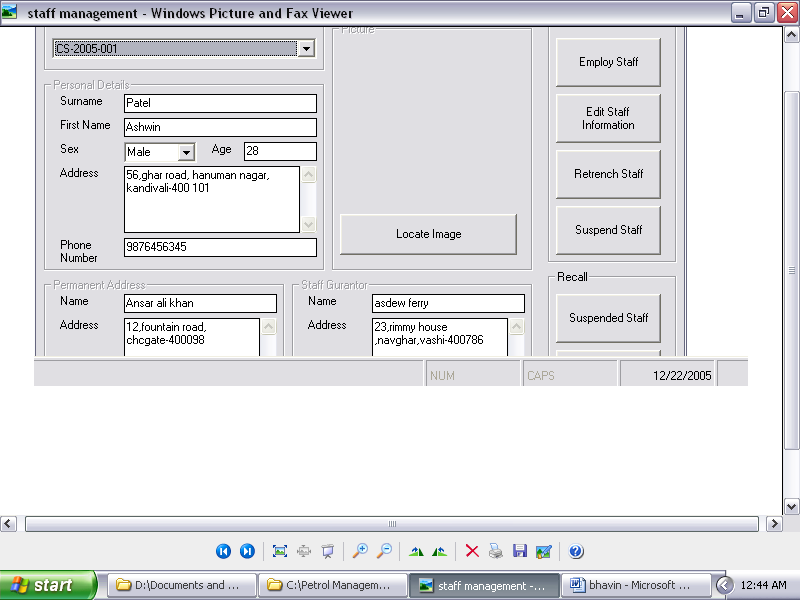 staff management - Windows Picture and Fax Viewer
CS-2005-001
Picture
Employ Staff
Personal Details
Surname Patel
First Name Ashwin
Sex Male Age 28
Address 56,ghar road, hanuman nagar,
kandivali-400 101
Edit Staff
Information
Retrench Staff
Locate Image
Suspend Staff
Phone
Number
9876456345
Permanent Address
Name Ansar ali khan
Address 12,fountain road,
chcgate-400098
Staff Gurantor
Name asdew ferry
Address 23,rimmy house
,navghar,vashi-400786
Recall
Suspended Staff
NUM CAPS 12/22/2005
start D:\Documents and ... C:\Petrol Managem... staff management -... bhavin - Microsoft ... 12:44 AM